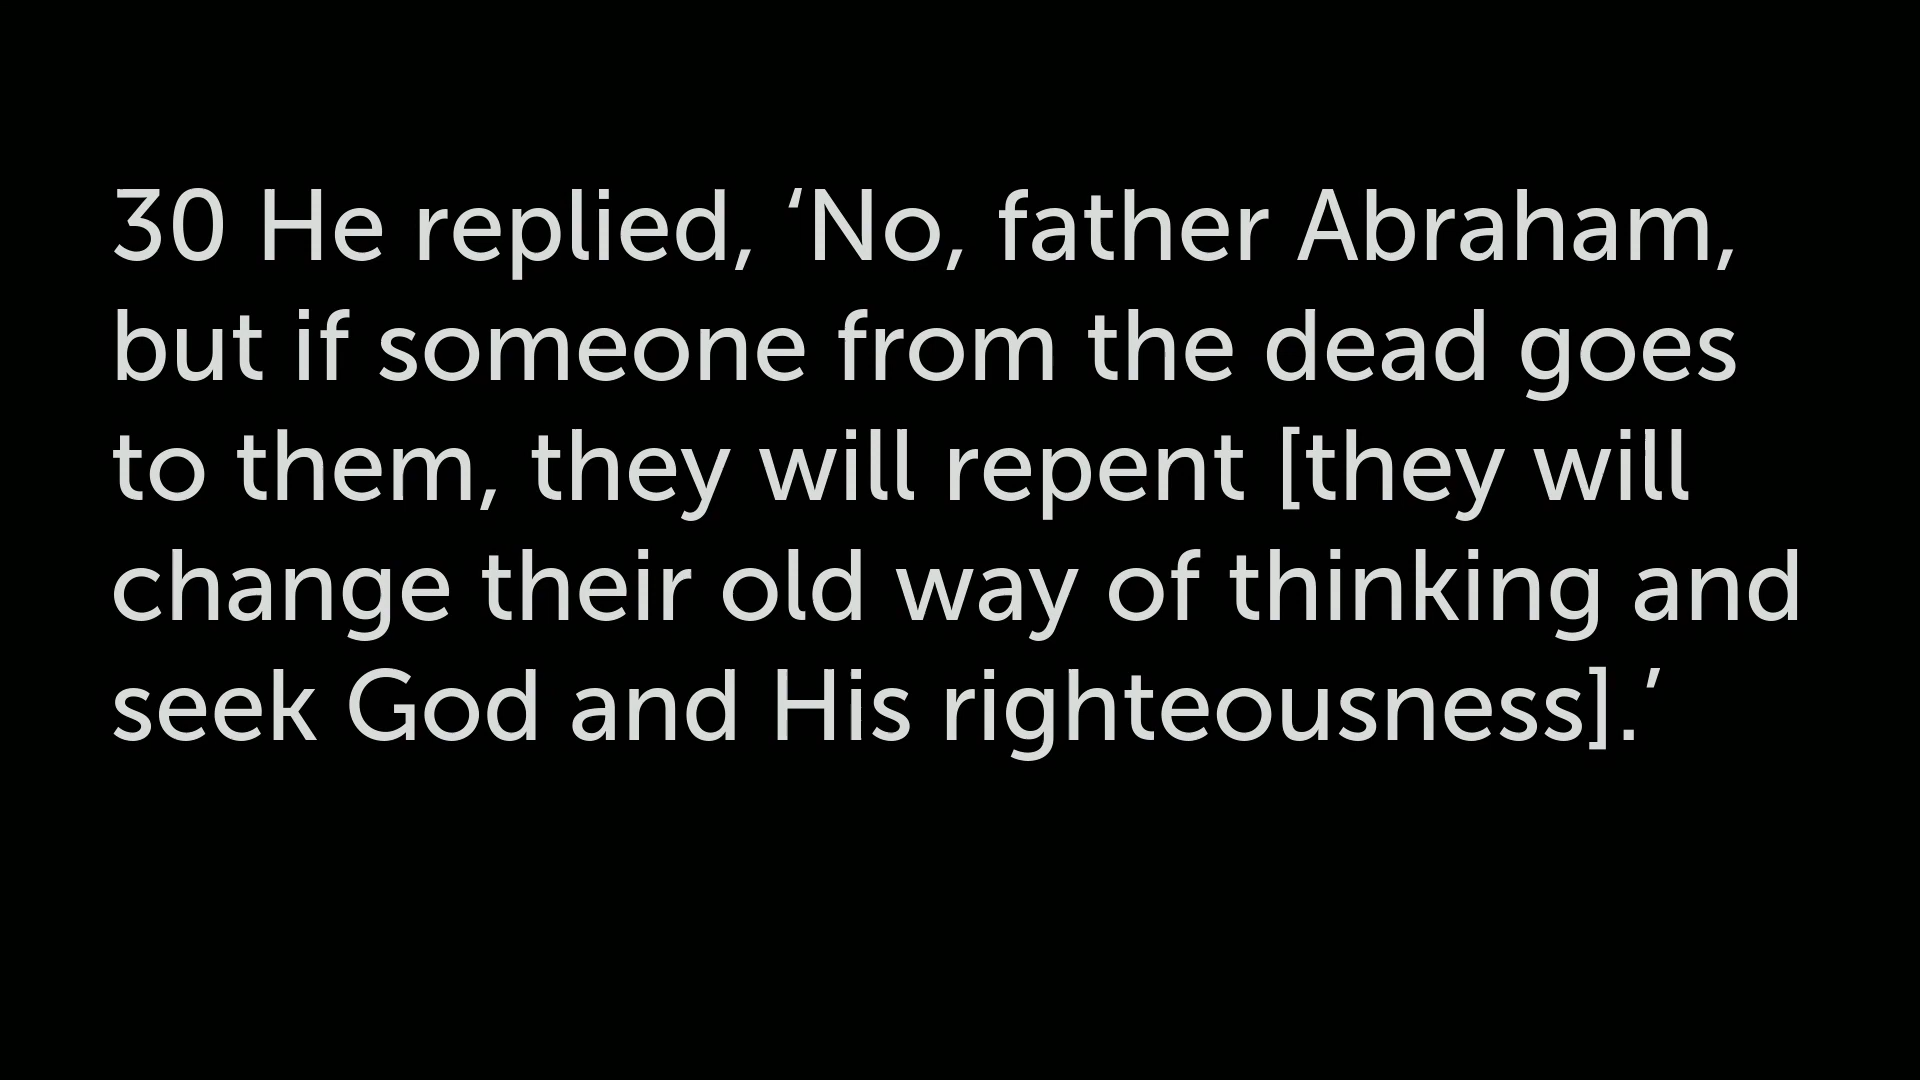 30 He replied, ‘No, father Abraham,
but if someone from the dead goes
to them, they will repent [they will
change their old way of thinking and
seek God and His righteousness].’